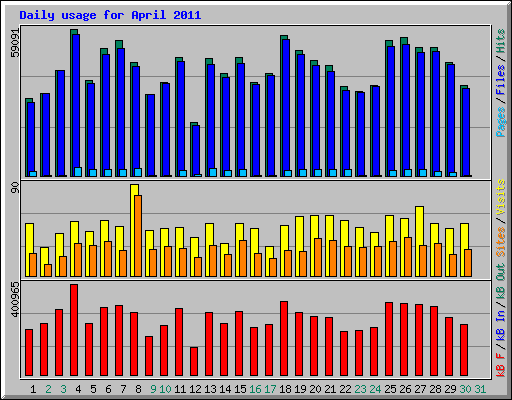 Daily usage for April 2011
59091
Pages / Files / Hits
90
Sites / Visits
400965
kB F / kB In / kB Out
1 2 3 4 5 6 7 8 9 10 11 12 13 14 15 16 17 18 19 20 21 22 23 24 25 26 27 28 29 30 31